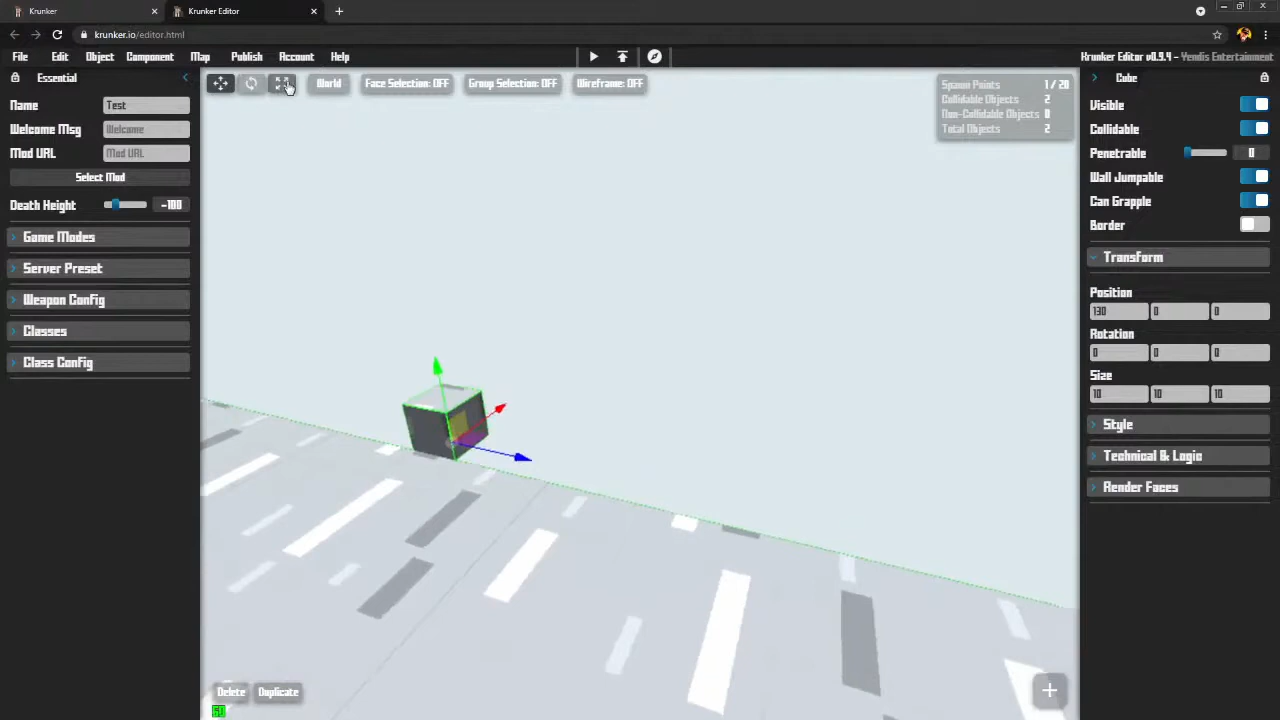 Krunker
Krunker Editor
krunker.io/editor.html
File Edit Object Component Map Publish Account Help
Krunker Editor v0.9.4 - Yendis Entertainment
Essential
Name Test
Welcome Msg Welcome
Mod URL Mod URL
Select Mod
Death Height -100
Game Modes
Server Preset
Weapon Config
Classes
Class Config
World Face Selection: OFF Group Selection: OFF Wireframe: OFF
Spawn Points 1 / 20
Collidable Objects 2
Non-Collidable Objects 0
Total Objects 2
Delete Duplicate
Cube
Visible
Collidable
Penetrable 0
Wall Jumpable
Can Grapple
Border
Transform
Position
130 0 0
Rotation
0 0 0
Size
10 10 10
Style
Technical & Logic
Render Faces